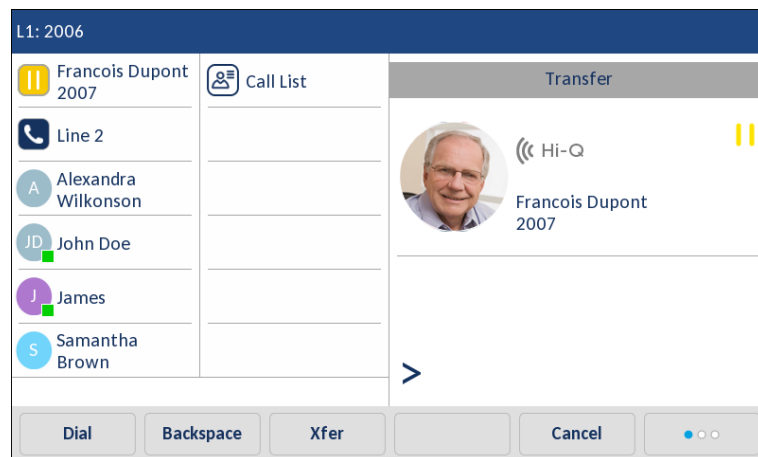 L1: 2006
Francois Dupont
2007
Line 2
A
Alexandra
Wilkonson
JD
John Doe
J
James
S
Samantha
Brown
Call List
Transfer
Hi-Q
Francois Dupont
2007
>
Dial
Backspace
Xfer
Cancel